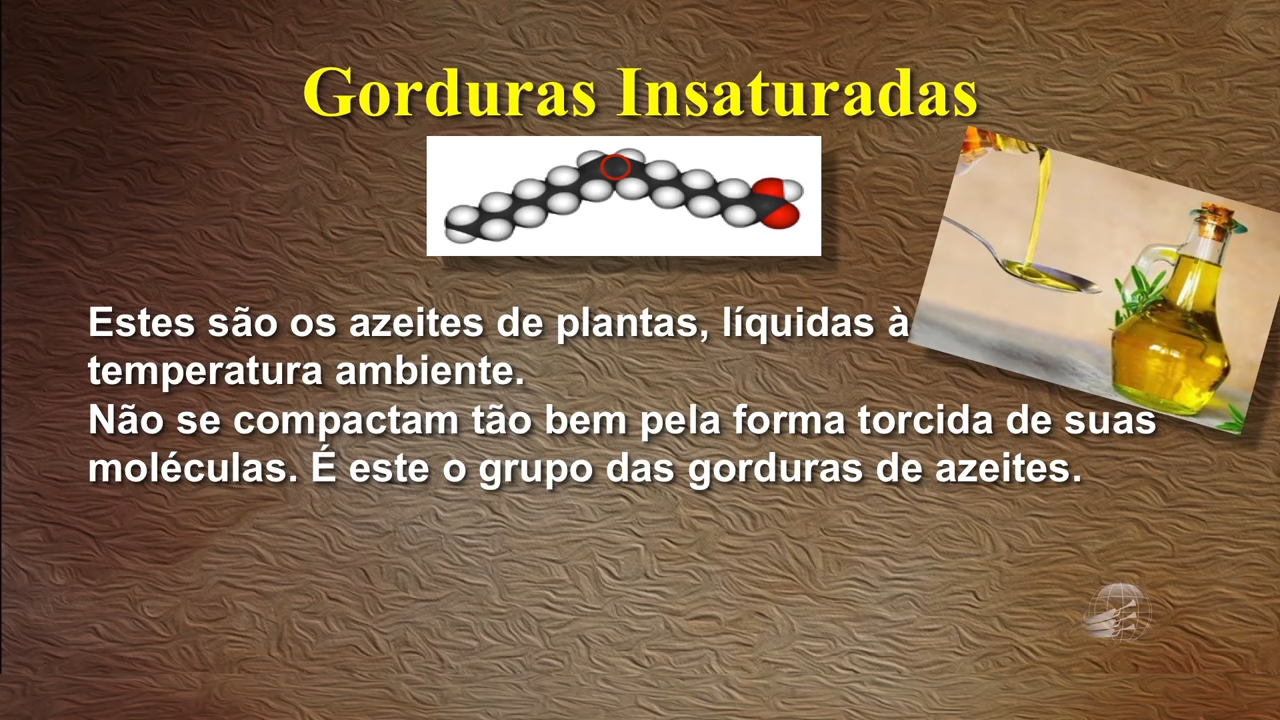 Gorduras Insaturadas
Estes são os azeites de plantas, líquidas à
temperatura ambiente.
Não se compactam tão bem pela forma torcida de suas
moléculas. É este o grupo das gorduras de azeites.